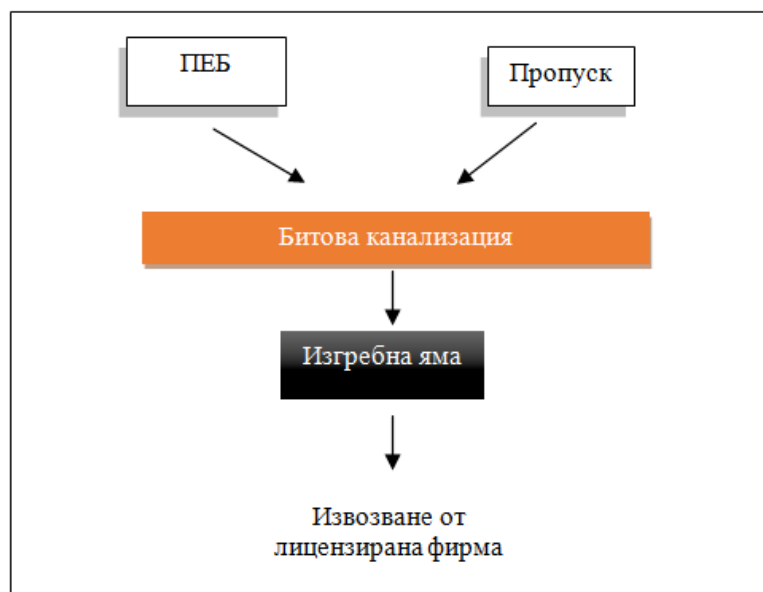 ПЕБ
Пропуск
Битова канализация
Изгребна яма
Извозване от
лицензирана фирма